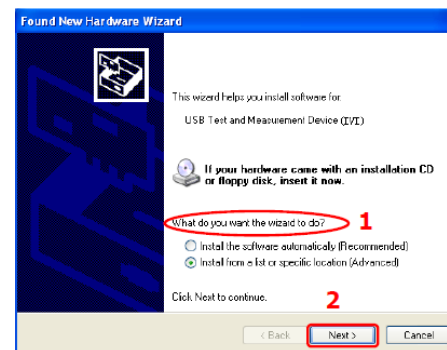 Found New Hardware Wizard
This wizard helps you install software for:
USB Test and Measurement Device (IVI)
If your hardware came with an installation CD
or floppy disk, insert it now.
What do you want the wizard to do?
1
Install the software automatically (Recommended)
Install from a list or specific location (Advanced)
Click Next to continue.
2
< Back
Next >
Cancel